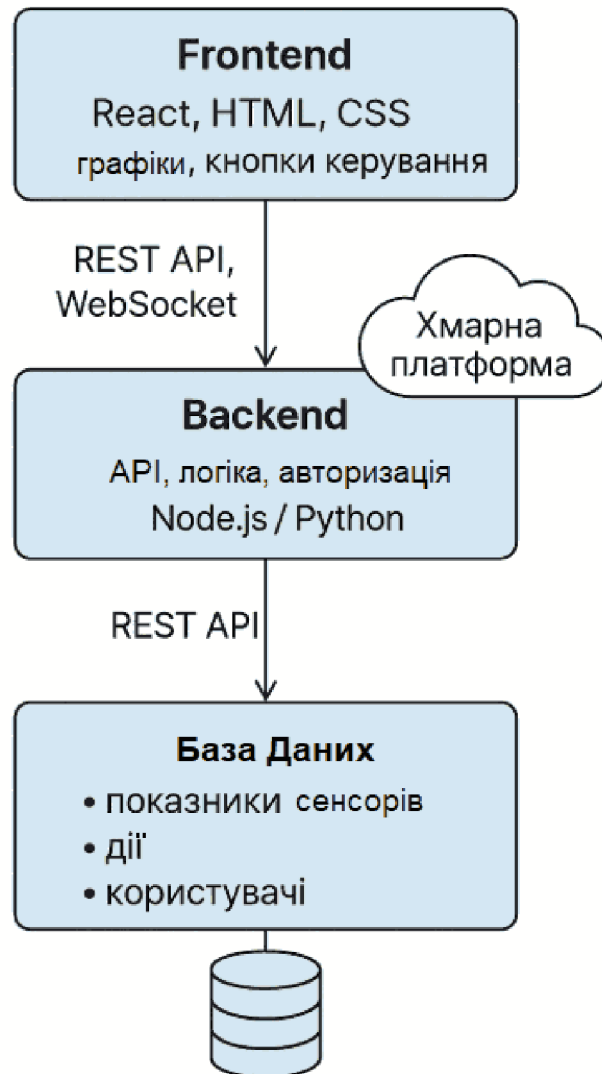 Frontend
React, HTML, CSS
графіки, кнопки керування
REST API,
WebSocket
Хмарна
платформа
Backend
API, логіка, авторизація
Node.js / Python
REST API
База Даних
• показники сенсорів
• дії
• користувачі